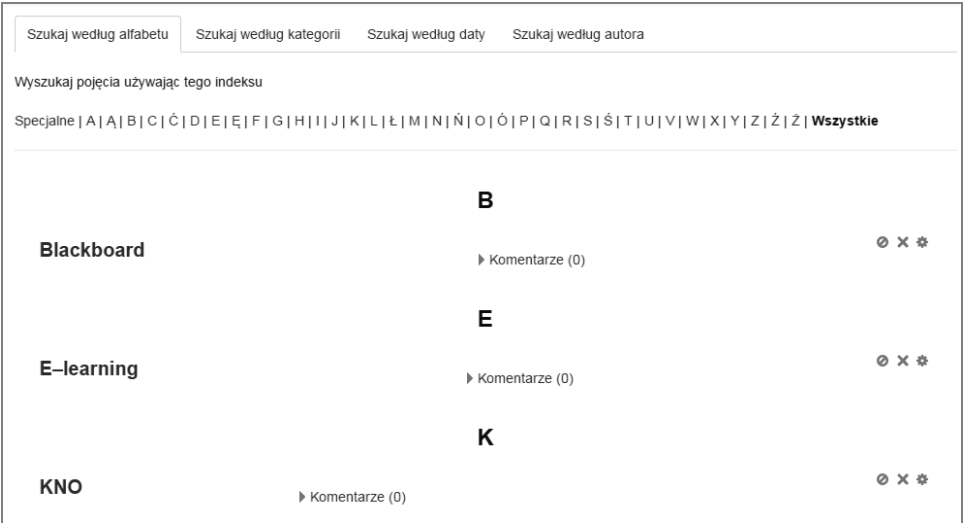 Szukaj według alfabetu Szukaj według kategorii Szukaj według daty Szukaj według autora
Wyszukaj pojęcia używając tego indeksu
Specjalne | A | Ą | B | C | Ć | D | E | Ę | F | G | H | I | J | K | L | Ł | M | N | Ń | O | Ó | P | Q | R | S | Ś | T | U | V | W | X | Y | Z | Ź | Ż | Wszystkie
B
Blackboard
Komentarze (0)
E
E–learning
Komentarze (0)
K
KNO
Komentarze (0)